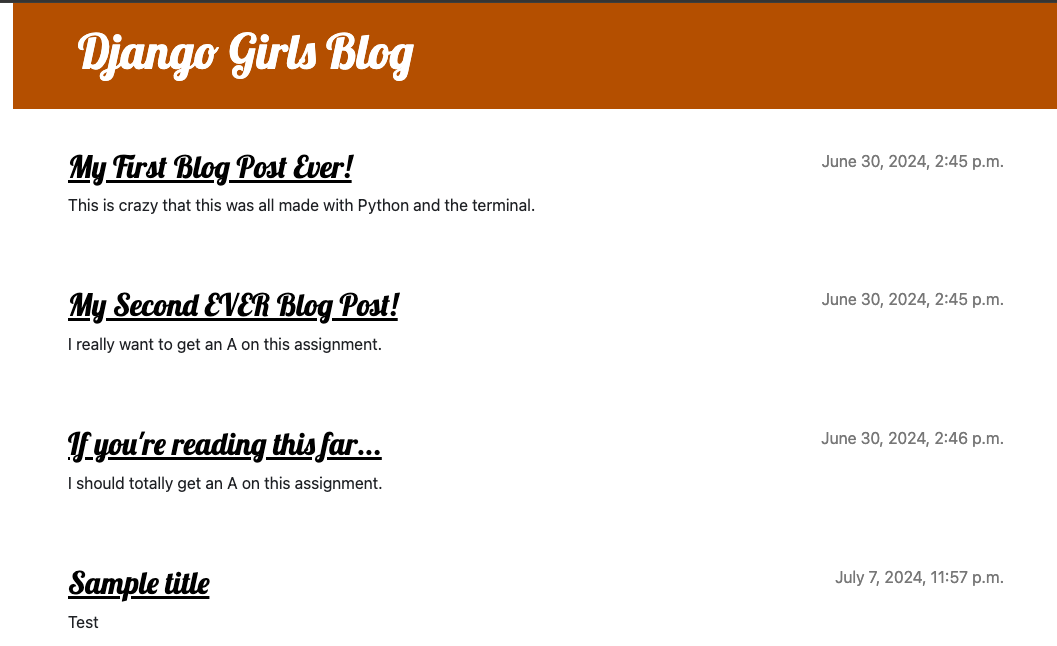 Django Girls Blog
My First Blog Post Ever!
June 30, 2024, 2:45 p.m.
This is crazy that this was all made with Python and the terminal.
My Second EVER Blog Post!
June 30, 2024, 2:45 p.m.
I really want to get an A on this assignment.
If you're reading this far...
June 30, 2024, 2:46 p.m.
I should totally get an A on this assignment.
Sample title
July 7, 2024, 11:57 p.m.
Test